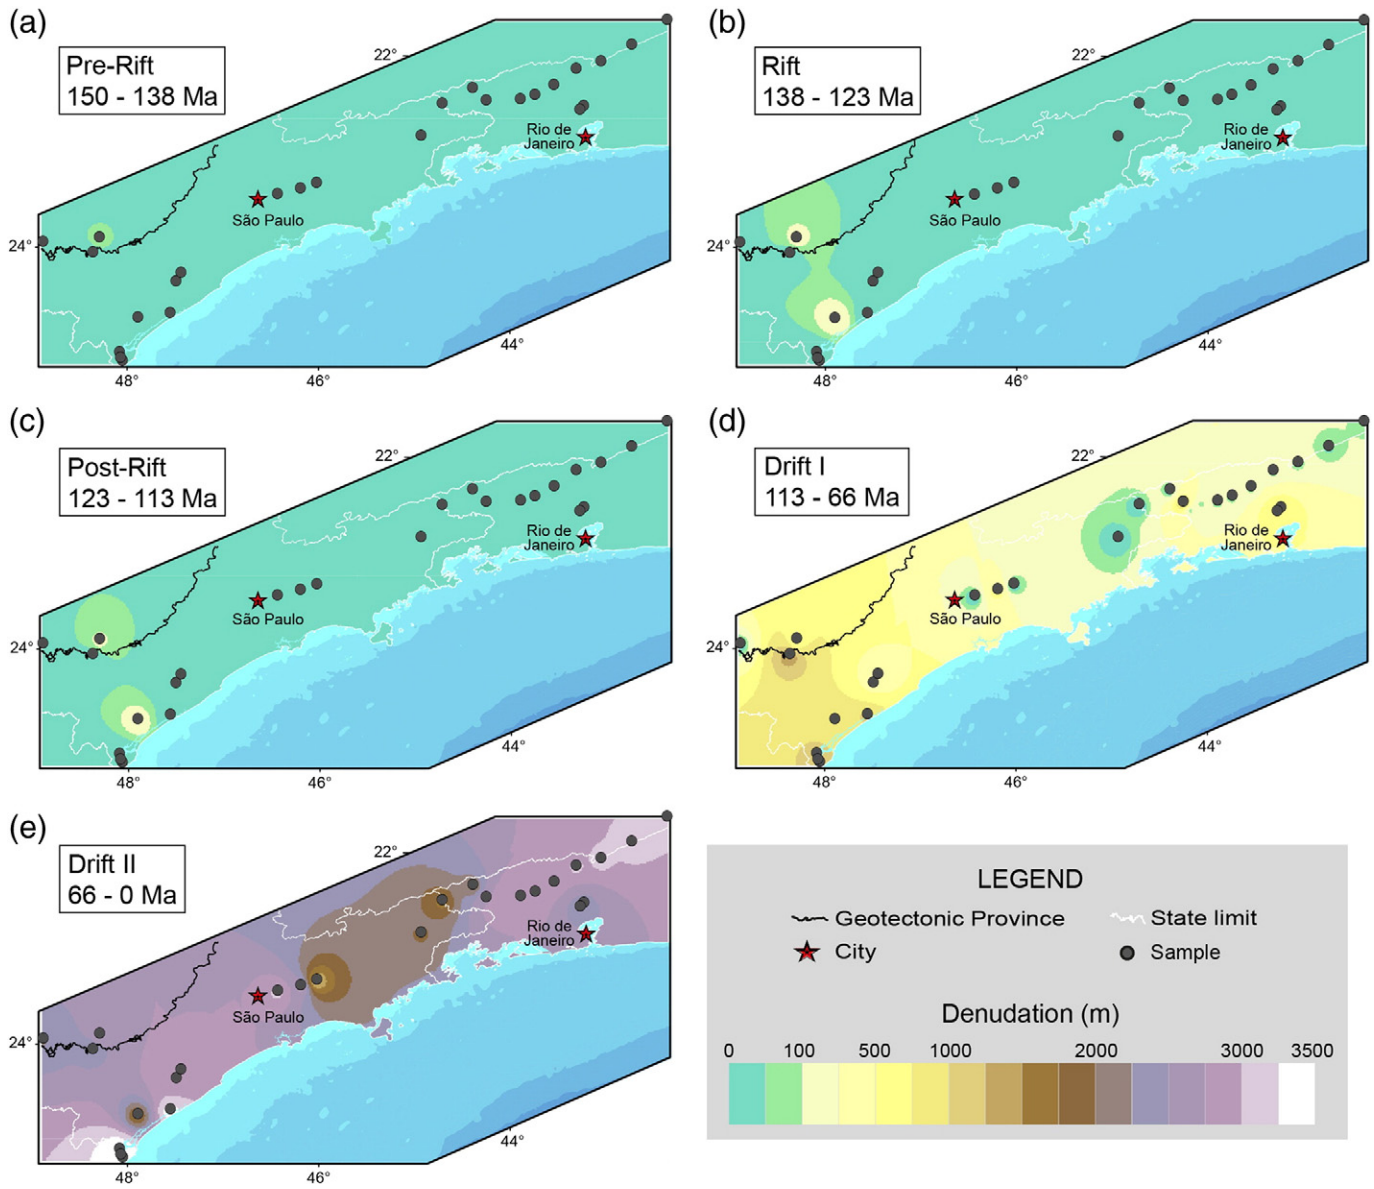 (a)
Pre-Rift
150 - 138 Ma
22°
Rio de
Janeiro
São Paulo
24°
48°
46°
44°
(b)
Rift
138 - 123 Ma
22°
Rio de
Janeiro
São Paulo
24°
48°
46°
44°
(c)
Post-Rift
123 - 113 Ma
22°
Rio de
Janeiro
São Paulo
24°
48°
46°
44°
(d)
Drift I
113 - 66 Ma
22°
Rio de
Janeiro
São Paulo
24°
48°
46°
44°
(e)
Drift II
66 - 0 Ma
22°
Rio de
Janeiro
São Paulo
24°
48°
46°
44°
LEGEND
Geotectonic Province State limit
City Sample
Denudation (m)
0 100 500 1000 2000 3000 3500